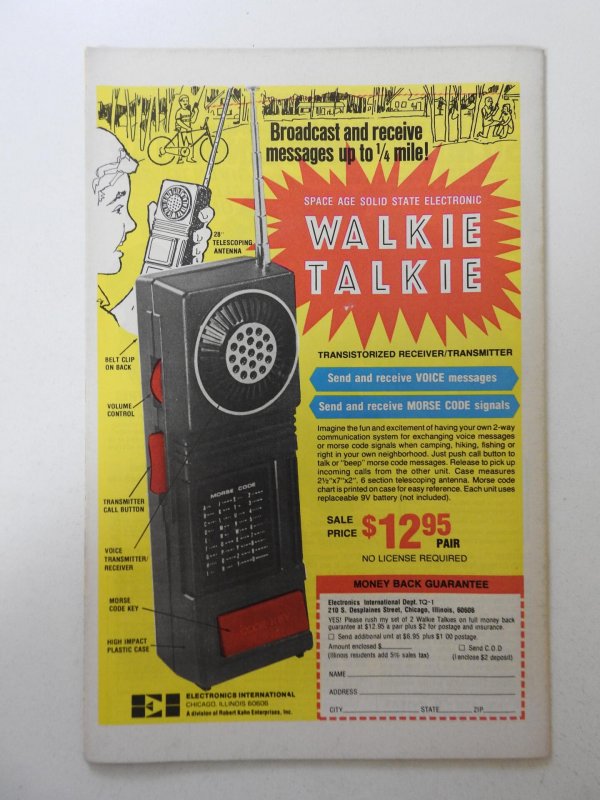 Broadcast and receive
messages up to 1/4 mile!
SPACE AGE SOLID STATE ELECTRONIC
WALKIE
TALKIE
28"
TELESCOPING
ANTENNA
TRANSISTORIZED RECEIVER/TRANSMITTER
Send and receive VOICE messages
Send and receive MORSE CODE signals
BELT CLIP
ON BACK
VOLUME
CONTROL
TRANSMITTER
CALL BUTTON
VOICE
TRANSMITTER/
RECEIVER
MORSE
CODE KEY
HIGH IMPACT
PLASTIC CASE
MORSE CODE
Imagine the fun and excitement of having your own 2-way
communication system for exchanging voice messages
or morse code signals when camping, hiking, fishing or
right in your own neighborhood. Just push call button to
talk or "beep" morse code messages. Release to pick up
incoming calls from the other unit. Case measures
2½"x7"x2". 6 section telescoping antenna. Morse code
chart is printed on case for easy reference. Each unit uses
replaceable 9V battery (not included).
SALE
PRICE
$12.95
PAIR
NO LICENSE REQUIRED
MONEY BACK GUARANTEE
Electronics International Dept. TQ-1
210 S. Desplaines Street, Chicago, Illinois, 60606
YES! Please rush my set of 2 Walkie Talkies on full money back
guarantee at $12.95 a pair plus $2 for postage and insurance.
Send additional unit at $6.95 plus $1.00 postage.
Amount enclosed $
Send C.O.D
(Illinois residents add 5% sales tax)
(I enclose $2 deposit)
NAME
ADDRESS
CITY STATE ZIP
EI
ELECTRONICS INTERNATIONAL
CHICAGO, ILLINOIS 60606
A division of Robert Kahn Enterprises, Inc.